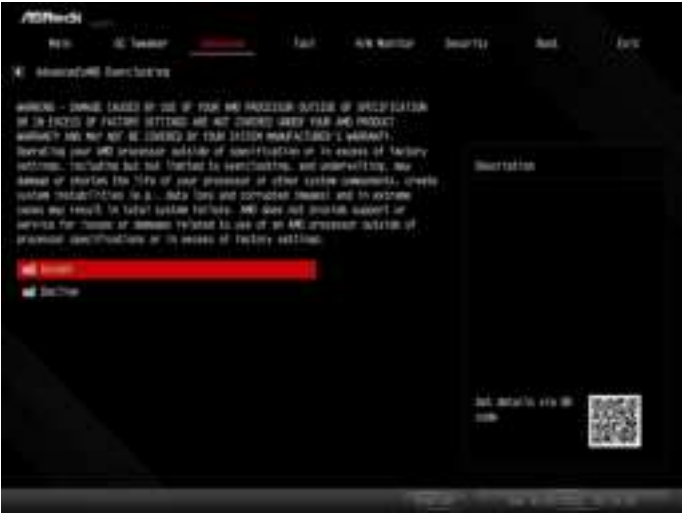 ASRock
Main OC Tweaker Advanced Tool H/W Monitor Security Boot Exit
Advanced\AMD Overclocking
WARNING - DAMAGE CAUSED BY USE OF YOUR AMD PROCESSOR OUTSIDE OF SPECIFICATION
OR IN EXCESS OF FACTORY SETTINGS ARE NOT COVERED UNDER YOUR AMD PRODUCT
WARRANTY AND MAY NOT BE COVERED BY YOUR SYSTEM MANUFACTURER'S WARRANTY.
Operating your AMD processor outside of specification or in excess of factory
settings, including but not limited to overclocking, and undervolting, may
damage or shorten the life of your processor or other system components, create
system instabilities (e.g., data loss and corrupted images) and in extreme
cases may result in total system failure. AMD does not provide support or
service for issues or damages related to use of an AMD processor outside of
processor specifications or in excess of factory settings.
Accept
Decline
Description
Get details via QR
code